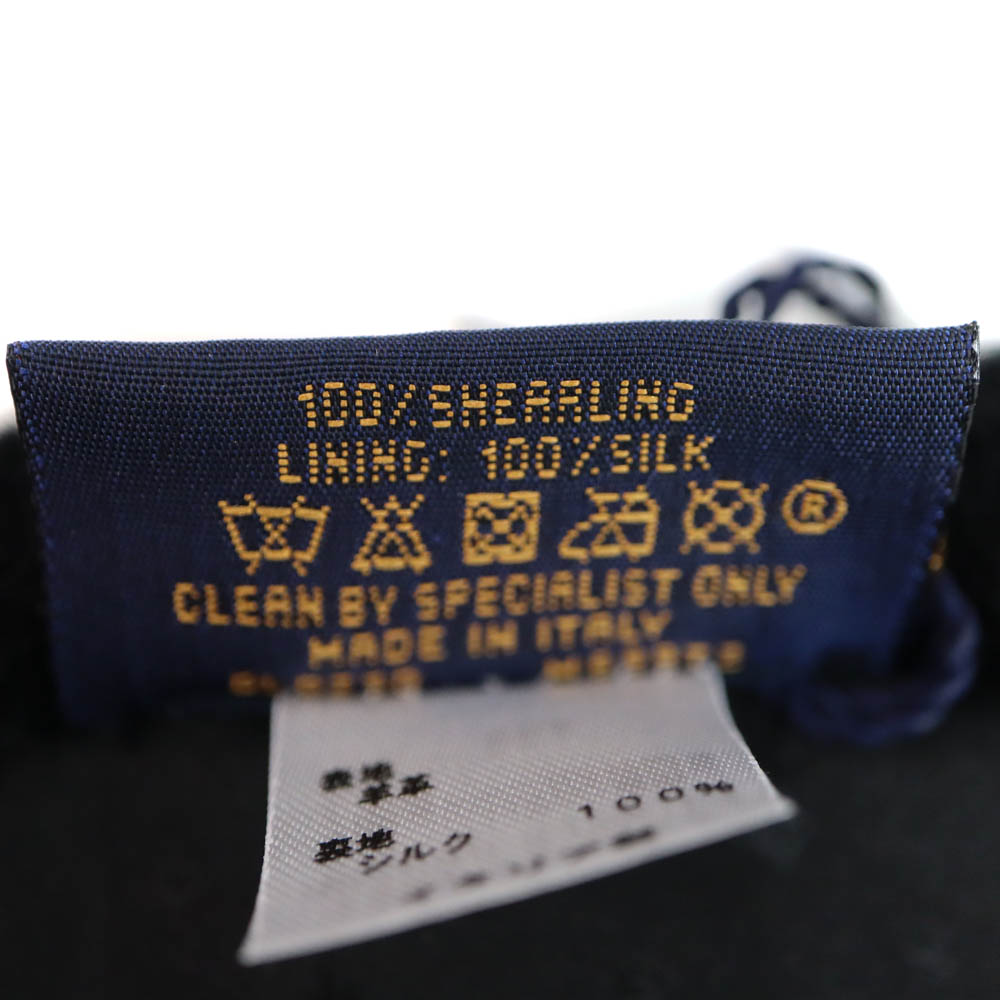 100%SHEARLING
LINING: 100%SILK
®
CLEAN BY SPECIALIST ONLY
MADE IN ITALY
表地
羊革
裏地
シルク 100%